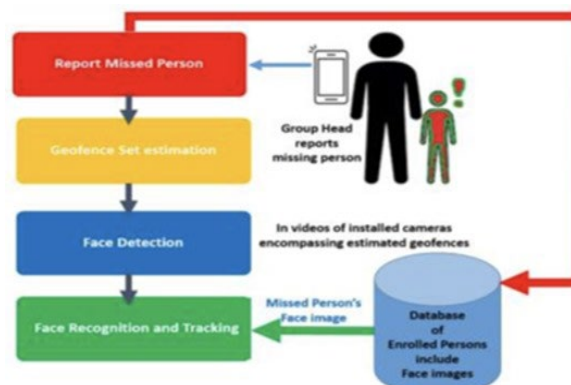 Report Missed Person
Group Head
reports
missing person
Geofence Set estimation
Face Detection
In videos of installed cameras
encompassing estimated geofences
Face Recognition and Tracking
Missed Person's
Face image
Database
of
Enrolled Persons
include
Face images